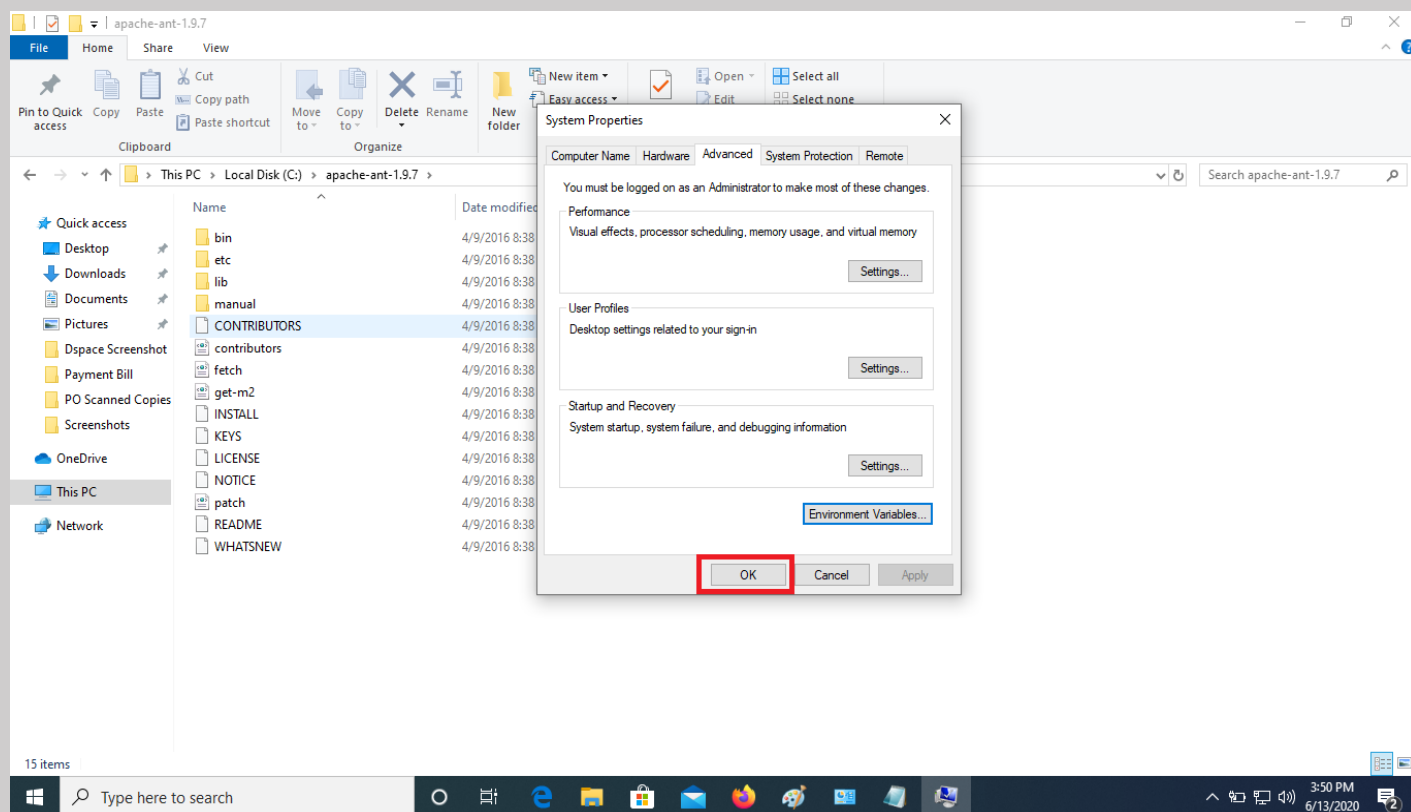 apache-ant-1.9.7
File Home Share View
Pin to Quick access
Copy
Paste
Cut
Copy path
Paste shortcut
Clipboard
Move to
Copy to
Delete
Rename
Organize
New folder
New item
Easy access
Open
Edit
Select all
Select none
This PC > Local Disk (C:) > apache-ant-1.9.7 >
Search apache-ant-1.9.7
Quick access
Desktop
Downloads
Documents
Pictures
Dspace Screenshot
Payment Bill
PO Scanned Copies
Screenshots
OneDrive
This PC
Network
Name Date modified
bin 4/9/2016 8:38
etc 4/9/2016 8:38
lib 4/9/2016 8:38
manual 4/9/2016 8:38
CONTRIBUTORS 4/9/2016 8:38
contributors 4/9/2016 8:38
fetch 4/9/2016 8:38
get-m2 4/9/2016 8:38
INSTALL 4/9/2016 8:38
KEYS 4/9/2016 8:38
LICENSE 4/9/2016 8:38
NOTICE 4/9/2016 8:38
patch 4/9/2016 8:38
README 4/9/2016 8:38
WHATSNEW 4/9/2016 8:38
System Properties
Computer Name Hardware Advanced System Protection Remote
You must be logged on as an Administrator to make most of these changes.
Performance
Visual effects, processor scheduling, memory usage, and virtual memory
Settings...
User Profiles
Desktop settings related to your sign-in
Settings...
Startup and Recovery
System startup, system failure, and debugging information
Settings...
Environment Variables...
OK Cancel Apply
15 items
Type here to search
3:50 PM
6/13/2020
2